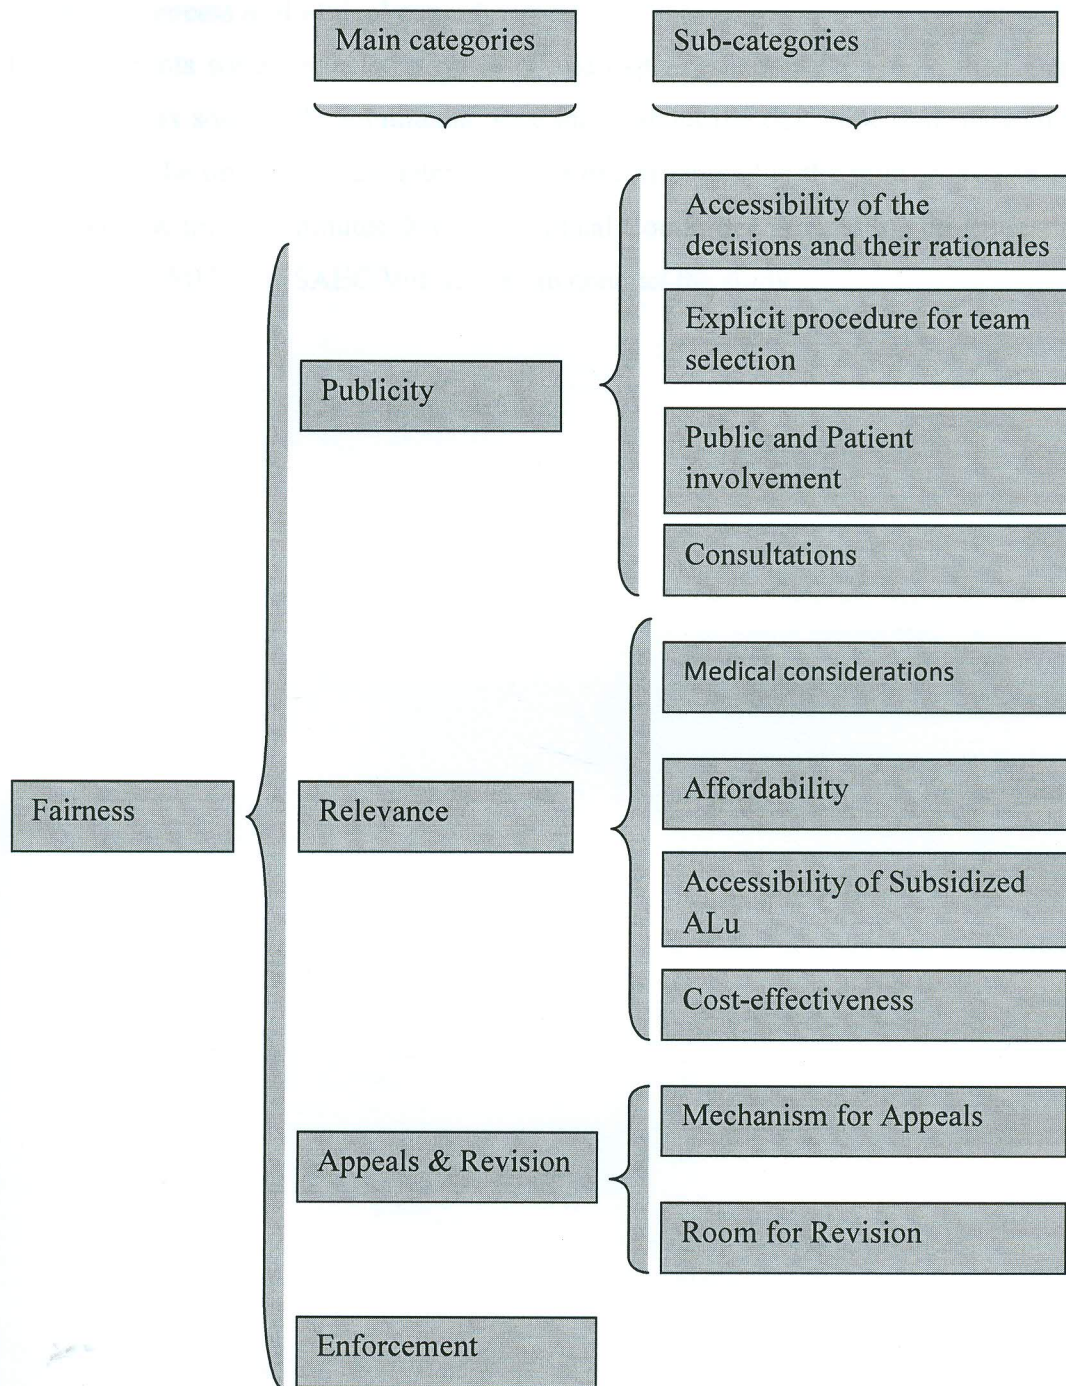 Main categories
Sub-categories
Accessibility of the
decisions and their rationales
Explicit procedure for team
selection
Publicity
Public and Patient
involvement
Consultations
Medical considerations
Affordability
Fairness
Relevance
Accessibility of Subsidized
ALu
Cost-effectiveness
Mechanism for Appeals
Appeals & Revision
Room for Revision
Enforcement